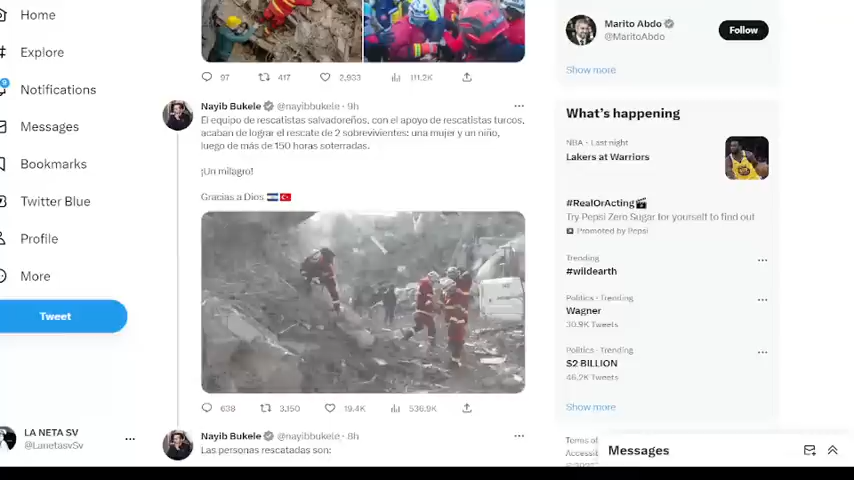 Home
Explore
9
Notifications
Messages
Bookmarks
Twitter Blue
Profile
More
Tweet
LA NETA SV
@LanetasvSv
97
417
2,933
111.2K
Nayib Bukele @nayibbukele · 9h
El equipo de rescatistas salvadoreños, con el apoyo de rescatistas turcos,
acaban de lograr el rescate de 2 sobrevivientes: una mujer y un niño,
luego de más de 150 horas soterradas.
¡Un milagro!
Gracias a Dios
638
3,150
19.4K
536.9K
Nayib Bukele @nayibbukele · 8h
Las personas rescatadas son:
Marito Abdo
@MaritoAbdo
Follow
Show more
What's happening
NBA · Last night
Lakers at Warriors
#RealOrActing
Try Pepsi Zero Sugar for yourself to find out
Promoted by Pepsi
Trending
#wildearth
Politics · Trending
Wagner
30.9K Tweets
Politics · Trending
$2 BILLION
46.2K Tweets
Show more
Terms of
Accessib
Messages